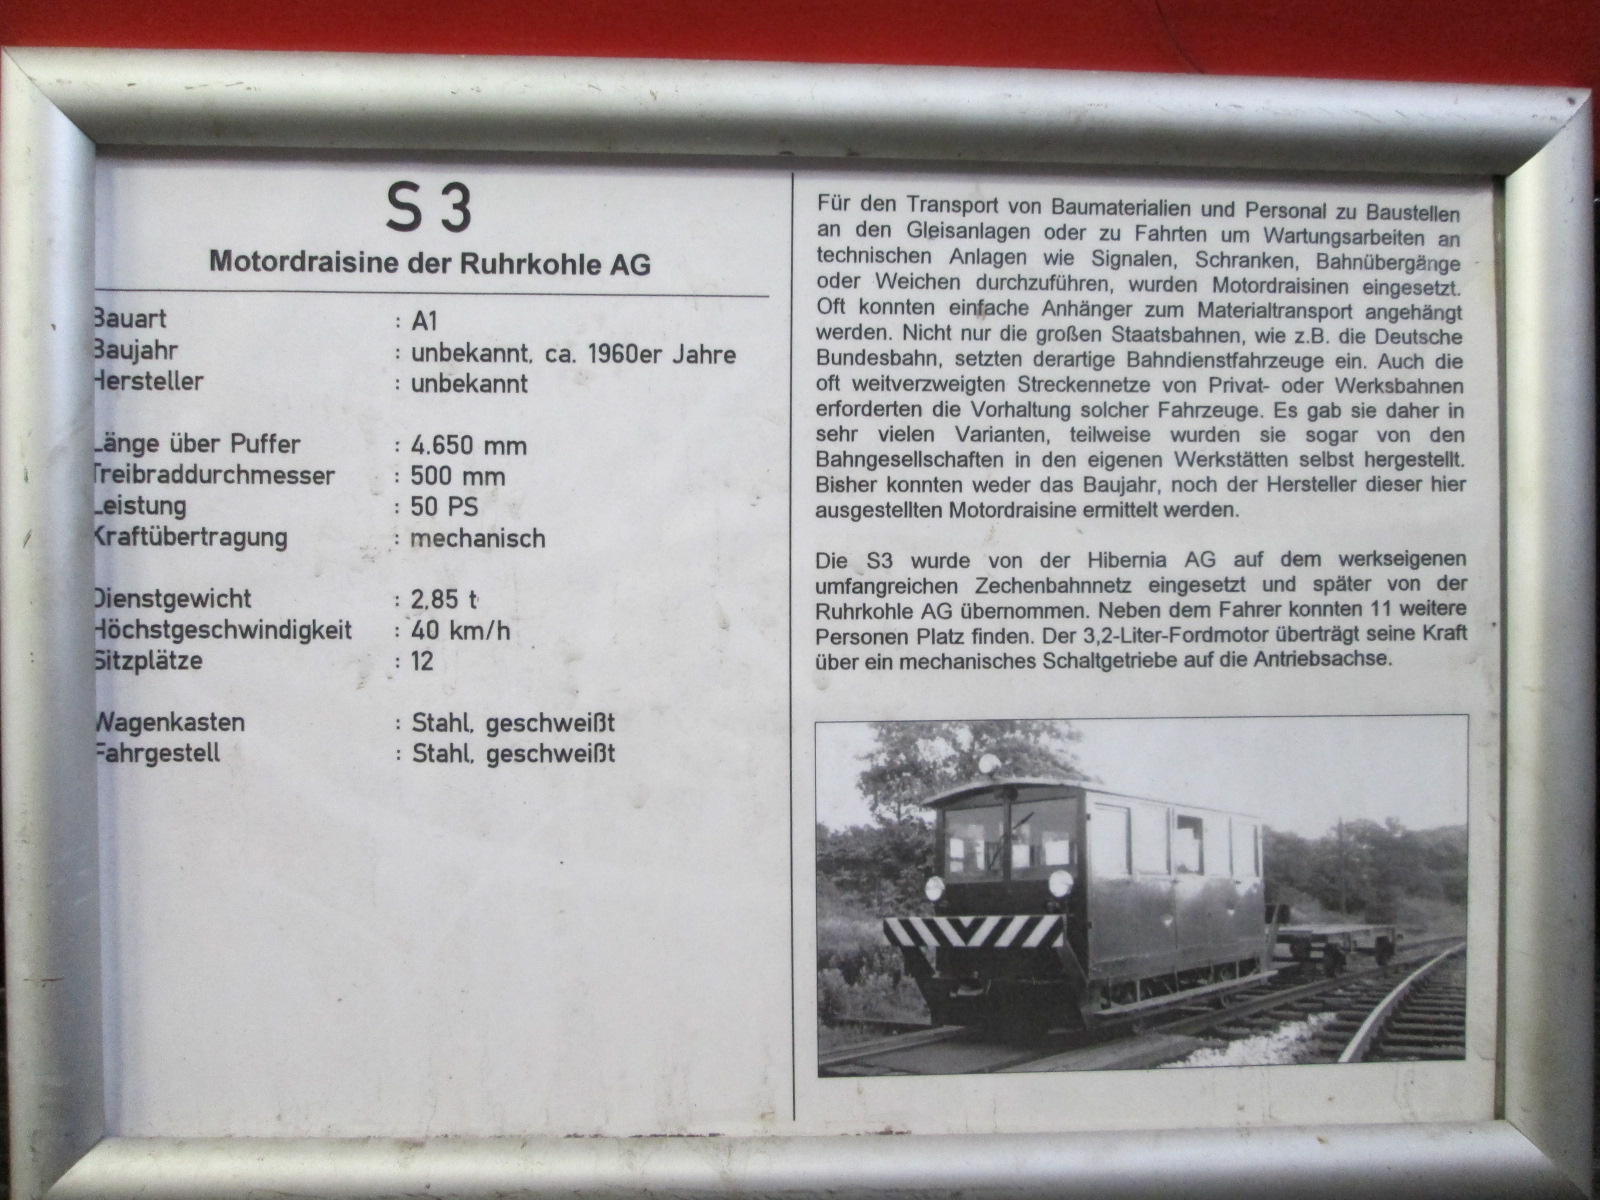 S 3
Motordraisine der Ruhrkohle AG
Bauart : A1
Baujahr : unbekannt, ca. 1960er Jahre
Hersteller : unbekannt
Länge über Puffer : 4.650 mm
Treibraddurchmesser : 500 mm
Leistung : 50 PS
Kraftübertragung : mechanisch
Dienstgewicht : 2,85 t
Höchstgeschwindigkeit : 40 km/h
Sitzplätze : 12
Wagenkasten : Stahl, geschweißt
Fahrgestell : Stahl, geschweißt
Für den Transport von Baumaterialien und Personal zu Baustellen
an den Gleisanlagen oder zu Fahrten um Wartungsarbeiten an
technischen Anlagen wie Signalen, Schranken, Bahnübergänge
oder Weichen durchzuführen, wurden Motordraisinen eingesetzt.
Oft konnten einfache Anhänger zum Materialtransport angehängt
werden. Nicht nur die großen Staatsbahnen, wie z.B. die Deutsche
Bundesbahn, setzten derartige Bahndienstfahrzeuge ein. Auch die
oft weitverzweigten Streckennetze von Privat- oder Werksbahnen
erforderten die Vorhaltung solcher Fahrzeuge. Es gab sie daher in
sehr vielen Varianten, teilweise wurden sie sogar von den
Bahngesellschaften in den eigenen Werkstätten selbst hergestellt.
Bisher konnten weder das Baujahr, noch der Hersteller dieser hier
ausgestellten Motordraisine ermittelt werden.
Die S3 wurde von der Hibernia AG auf dem werkseigenen
umfangreichen Zechenbahnnetz eingesetzt und später von der
Ruhrkohle AG übernommen. Neben dem Fahrer konnten 11 weitere
Personen Platz finden. Der 3,2-Liter-Fordmotor überträgt seine Kraft
über ein mechanisches Schaltgetriebe auf die Antriebsachse.